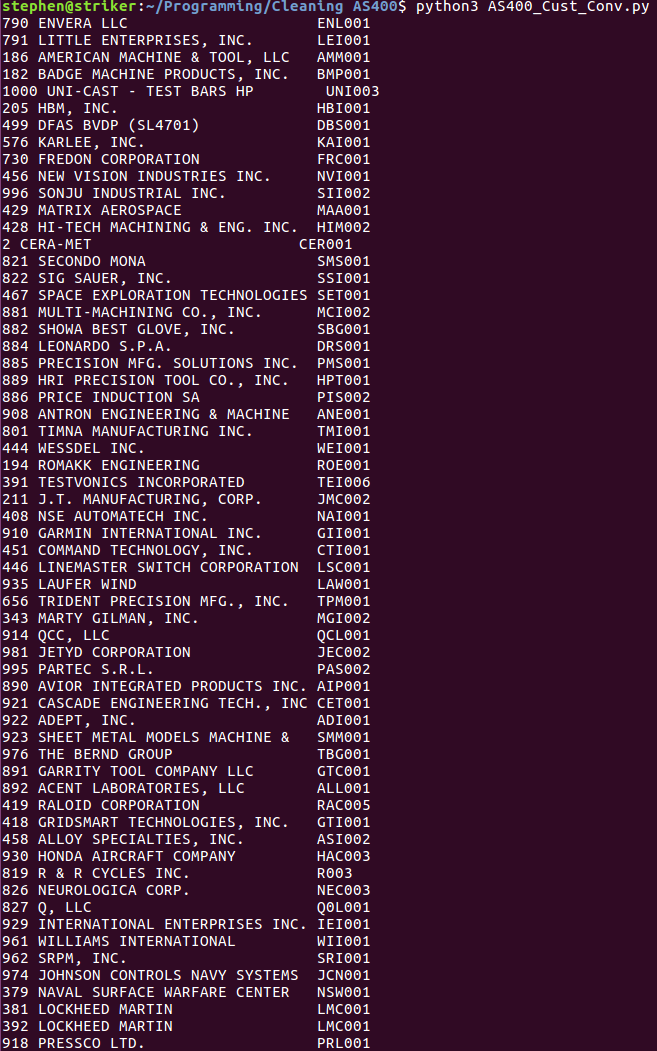 stephen@striker:~/Programming/Cleaning AS400$ python3 AS400_Cust_Conv.py
790 ENVERA LLC                     ENL001
791 LITTLE ENTERPRISES, INC.       LEI001
186 AMERICAN MACHINE & TOOL, LLC   AMM001
182 BADGE MACHINE PRODUCTS, INC.   BMP001
1000 UNI-CAST - TEST BARS HP        UNI003
205 HBM, INC.                      HBI001
499 DFAS BVDP (SL4701)             DBS001
576 KARLEE, INC.                   KAI001
730 FREDON CORPORATION             FRC001
456 NEW VISION INDUSTRIES INC.     NVI001
996 SONJU INDUSTRIAL INC.          SII002
429 MATRIX AEROSPACE               MAA001
428 HI-TECH MACHINING & ENG. INC.  HIM002
2 CERA-MET                       CER001
821 SECONDO MONA                   SMS001
822 SIG SAUER, INC.                SSI001
467 SPACE EXPLORATION TECHNOLOGIES SET001
881 MULTI-MACHINING CO., INC.      MCI002
882 SHOWA BEST GLOVE, INC.         SBG001
884 LEONARDO S.P.A.                DRS001
885 PRECISION MFG. SOLUTIONS INC.  PMS001
889 HRI PRECISION TOOL CO., INC.   HPT001
886 PRICE INDUCTION SA             PIS002
908 ANTRON ENGINEERING & MACHINE   ANE001
801 TIMNA MANUFACTURING INC.       TMI001
444 WESSDEL INC.                   WEI001
194 ROMAKK ENGINEERING             ROE001
391 TESTVONICS INCORPORATED        TEI006
211 J.T. MANUFACTURING, CORP.      JMC002
408 NSE AUTOMATECH INC.            NAI001
910 GARMIN INTERNATIONAL INC.      GII001
451 COMMAND TECHNOLOGY, INC.       CTI001
446 LINEMASTER SWITCH CORPORATION  LSC001
935 LAUFER WIND                    LAW001
656 TRIDENT PRECISION MFG., INC.   TPM001
343 MARTY GILMAN, INC.             MGI002
914 QCC, LLC                       QCL001
981 JETYD CORPORATION              JEC002
995 PARTEC S.R.L.                  PAS002
890 AVIOR INTEGRATED PRODUCTS INC. AIP001
921 CASCADE ENGINEERING TECH., INC CET001
922 ADEPT, INC.                    ADI001
923 SHEET METAL MODELS MACHINE &   SMM001
976 THE BERND GROUP                TBG001
891 GARRITY TOOL COMPANY LLC       GTC001
892 ACENT LABORATORIES, LLC        ALL001
419 RALOID CORPORATION             RAC005
418 GRIDSMART TECHNOLOGIES, INC.   GTI001
458 ALLOY SPECIALTIES, INC.        ASI002
930 HONDA AIRCRAFT COMPANY         HAC003
819 R & R CYCLES INC.              R003
826 NEUROLOGICA CORP.              NEC003
827 Q, LLC                         Q0L001
929 INTERNATIONAL ENTERPRISES INC. IEI001
961 WILLIAMS INTERNATIONAL         WII001
962 SRPM, INC.                     SRI001
974 JOHNSON CONTROLS NAVY SYSTEMS  JCN001
379 NAVAL SURFACE WARFARE CENTER   NSW001
381 LOCKHEED MARTIN                LMC001
392 LOCKHEED MARTIN                LMC001
918 PRESSCO LTD.                   PRL001